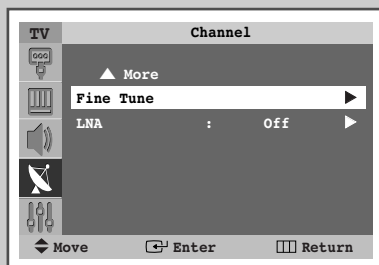 TV Channel
▲ More
Fine Tune ▶
LNA : Off ▶
Move Enter Return